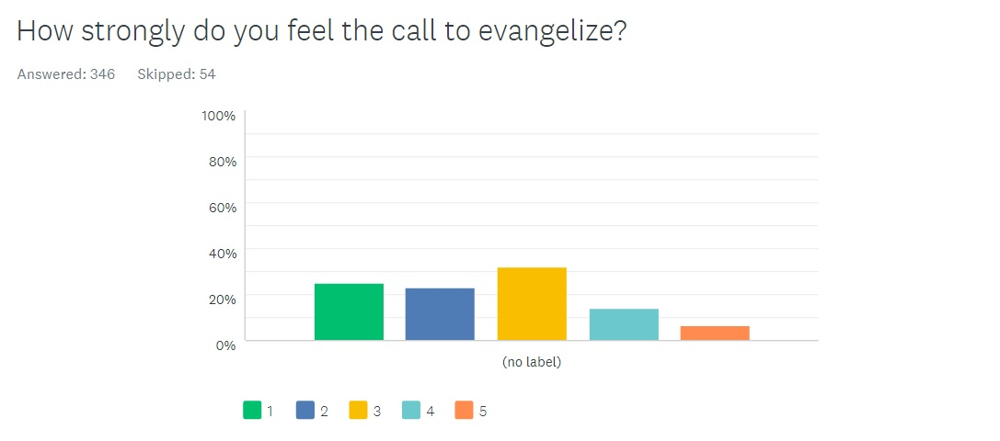 How strongly do you feel the call to evangelize?
Answered: 346 Skipped: 54
100%
80%
60%
40%
20%
0%
(no label)
1 2 3 4 5